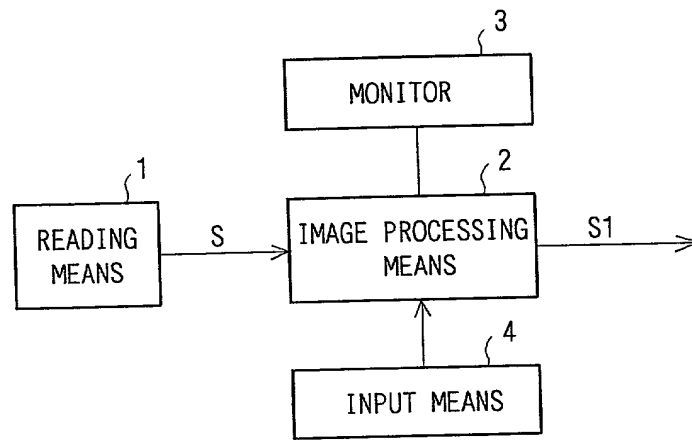 3
MONITOR
1
READING
MEANS
S
2
IMAGE PROCESSING
MEANS
S1
4
INPUT MEANS